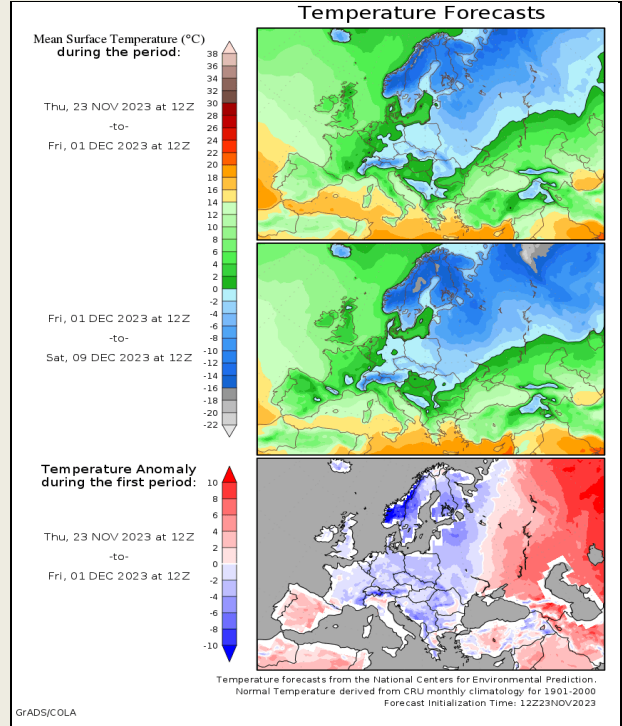 Temperature Forecasts
Mean Surface Temperature (°C)
during the period:
38
36
34
32
30
28
26
24
22
20
18
16
14
12
10
8
6
4
2
0
-2
-4
-6
-8
-10
-12
-14
-16
-18
-20
-22
Thu, 23 NOV 2023 at 12Z
-to-
Fri, 01 DEC 2023 at 12Z
Fri, 01 DEC 2023 at 12Z
-to-
Sat, 09 DEC 2023 at 12Z
Temperature Anomaly
during the first period:
10
8
6
4
2
0
-2
-4
-6
-8
-10
Thu, 23 NOV 2023 at 12Z
-to-
Fri, 01 DEC 2023 at 12Z
Temperature forecasts from the National Centers for Environmental Prediction.
Normal Temperature derived from CRU monthly climatology for 1901-2000
Forecast Initialization Time: 12Z23NOV2023
GrADS/COLA